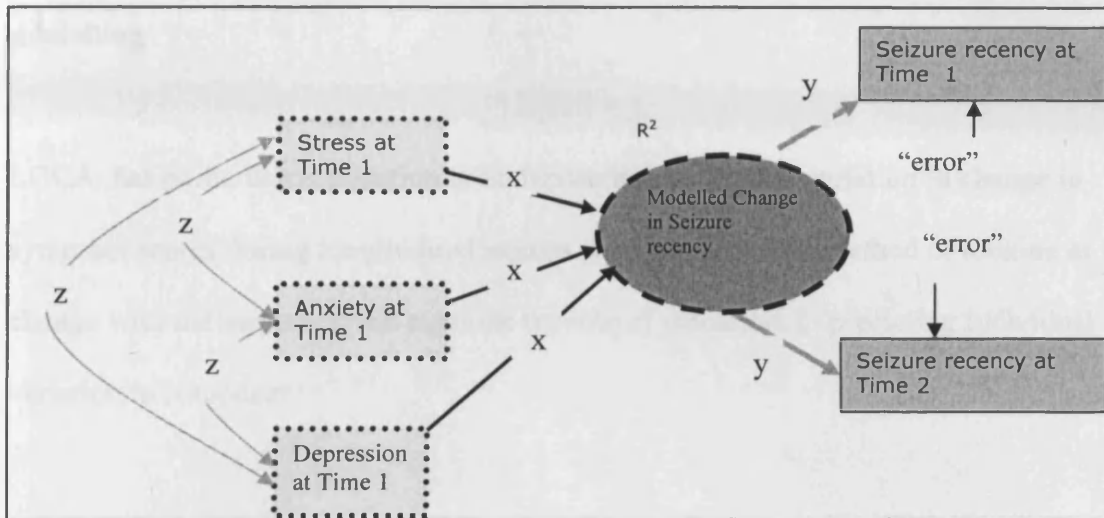 Seizure recency at
Time 1
y
R²
Stress at
Time 1
"error"
x
Modelled Change
in Seizure
recency
z
"error"
x
z
Anxiety at
Time 1
x
z
Seizure recency at
Time 2
y
Depression
at Time 1